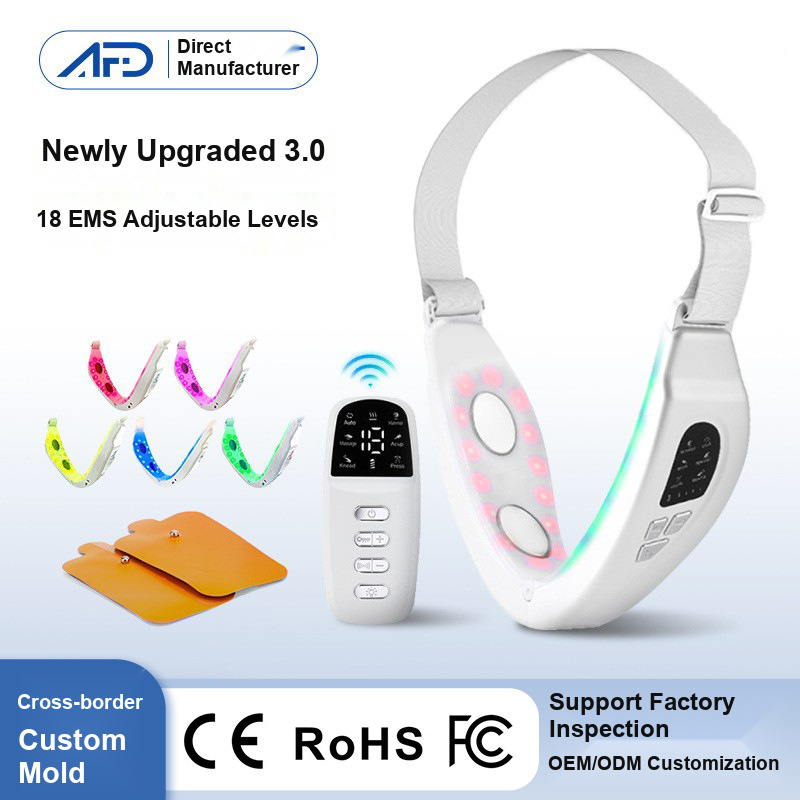 AFD
Direct
Manufacturer
Newly Upgraded 3.0
18 EMS Adjustable Levels
Auto
Knead
Press
18
Cross-border
Custom
Mold
CE RoHS FC
Support Factory
Inspection
OEM/ODM Customization